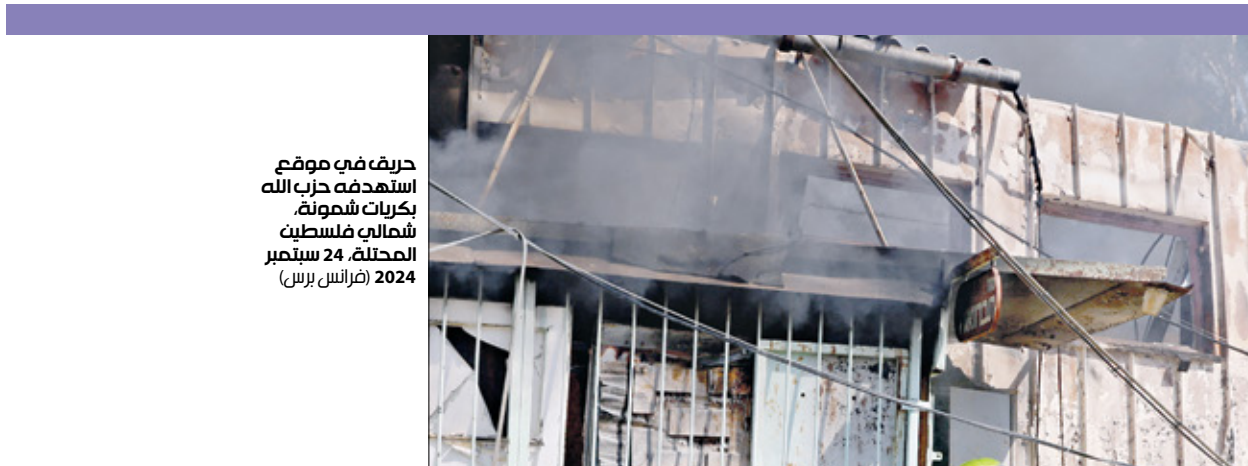 حريق في موقع
استهدفه حزب الله
بكريات شمونة،
شمالي فلسطين
المحتلة، 24 سبتمبر
2024 (فرانس برس)